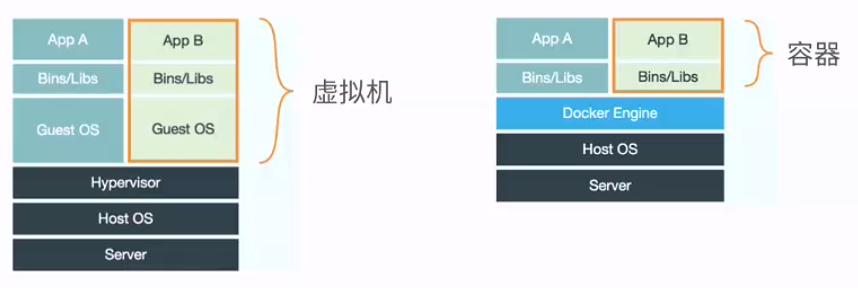 App A
App B
Bins/Libs
Bins/Libs
Guest OS
Guest OS
Hypervisor
Host OS
Server
虚拟机
App A
App B
Bins/Libs
Bins/Libs
Docker Engine
Host OS
Server
容器